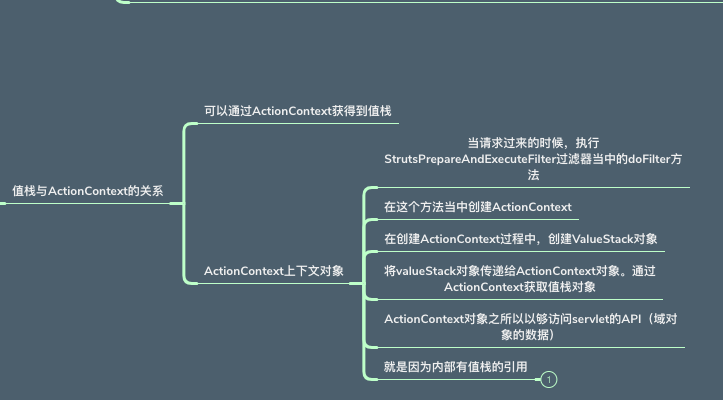 可以通过ActionContext获得到值栈
当请求过来的时候，执行
StrutsPrepareAndExecuteFilter过滤器当中的doFilter方
法
值栈与ActionContext的关系
在这个方法当中创建ActionContext
在创建ActionContext过程中，创建ValueStack对象
ActionContext上下文对象
将valueStack对象传递给ActionContext对象。通过
ActionContext获取值栈对象
ActionContext对象之所以以够访问servlet的API（域对
象的数据）
就是因为内部有值栈的引用
1